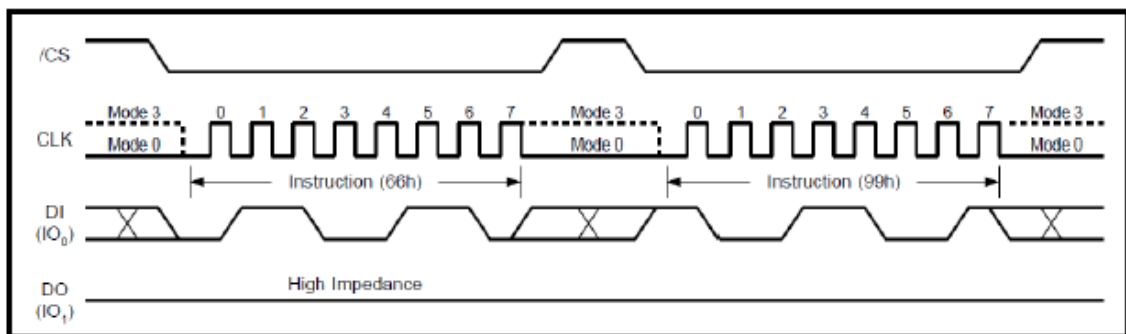 /CS
Mode 3 0 1 2 3 4 5 6 7 Mode 3 0 1 2 3 4 5 6 7 Mode 3
CLK
Mode 0 Mode 0 Mode 0
Instruction (66h) Instruction (99h)
DI
(IO₀)
High Impedance
DO
(IO₁)